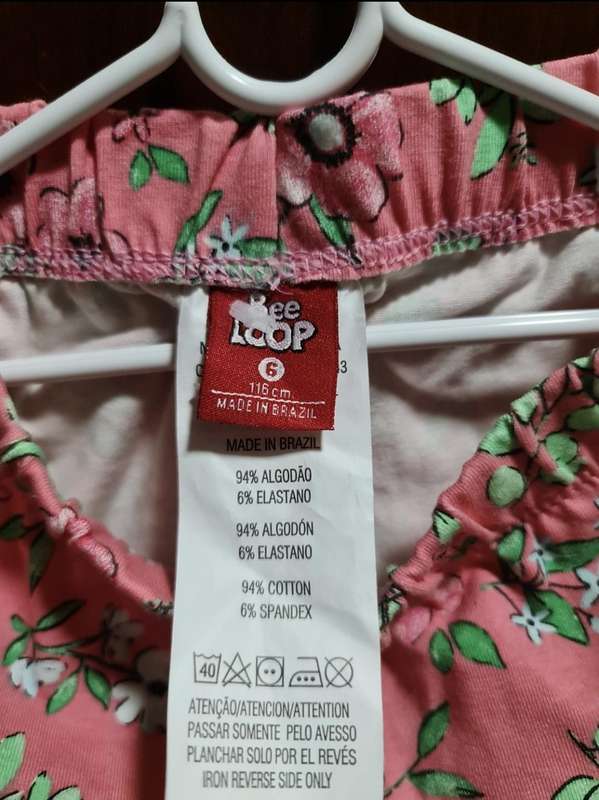 Bee
LOOP
6
116 cm.
MADE IN BRAZIL
MADE IN BRAZIL
94% ALGODÃO
6% ELASTANO
94% ALGODÓN
6% ELASTANO
94% COTTON
6% SPANDEX
40
ATENÇÃO/ATENCION/ATTENTION
PASSAR SOMENTE PELO AVESSO
PLANCHAR SOLO POR EL REVÉS
IRON REVERSE SIDE ONLY